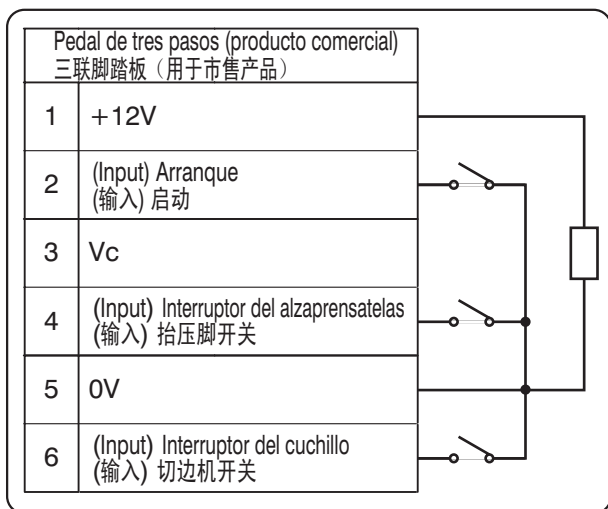 Pedal de tres pasos (producto comercial)
三联脚踏板（用于市售产品）
1 +12V
2 (Input) Arranque
(输入) 启动
3 Vc
4 (Input) Interruptor del alzaprensatelas
(输入) 抬压脚开关
5 0V
6 (Input) Interruptor del cuchillo
(输入) 切边机开关